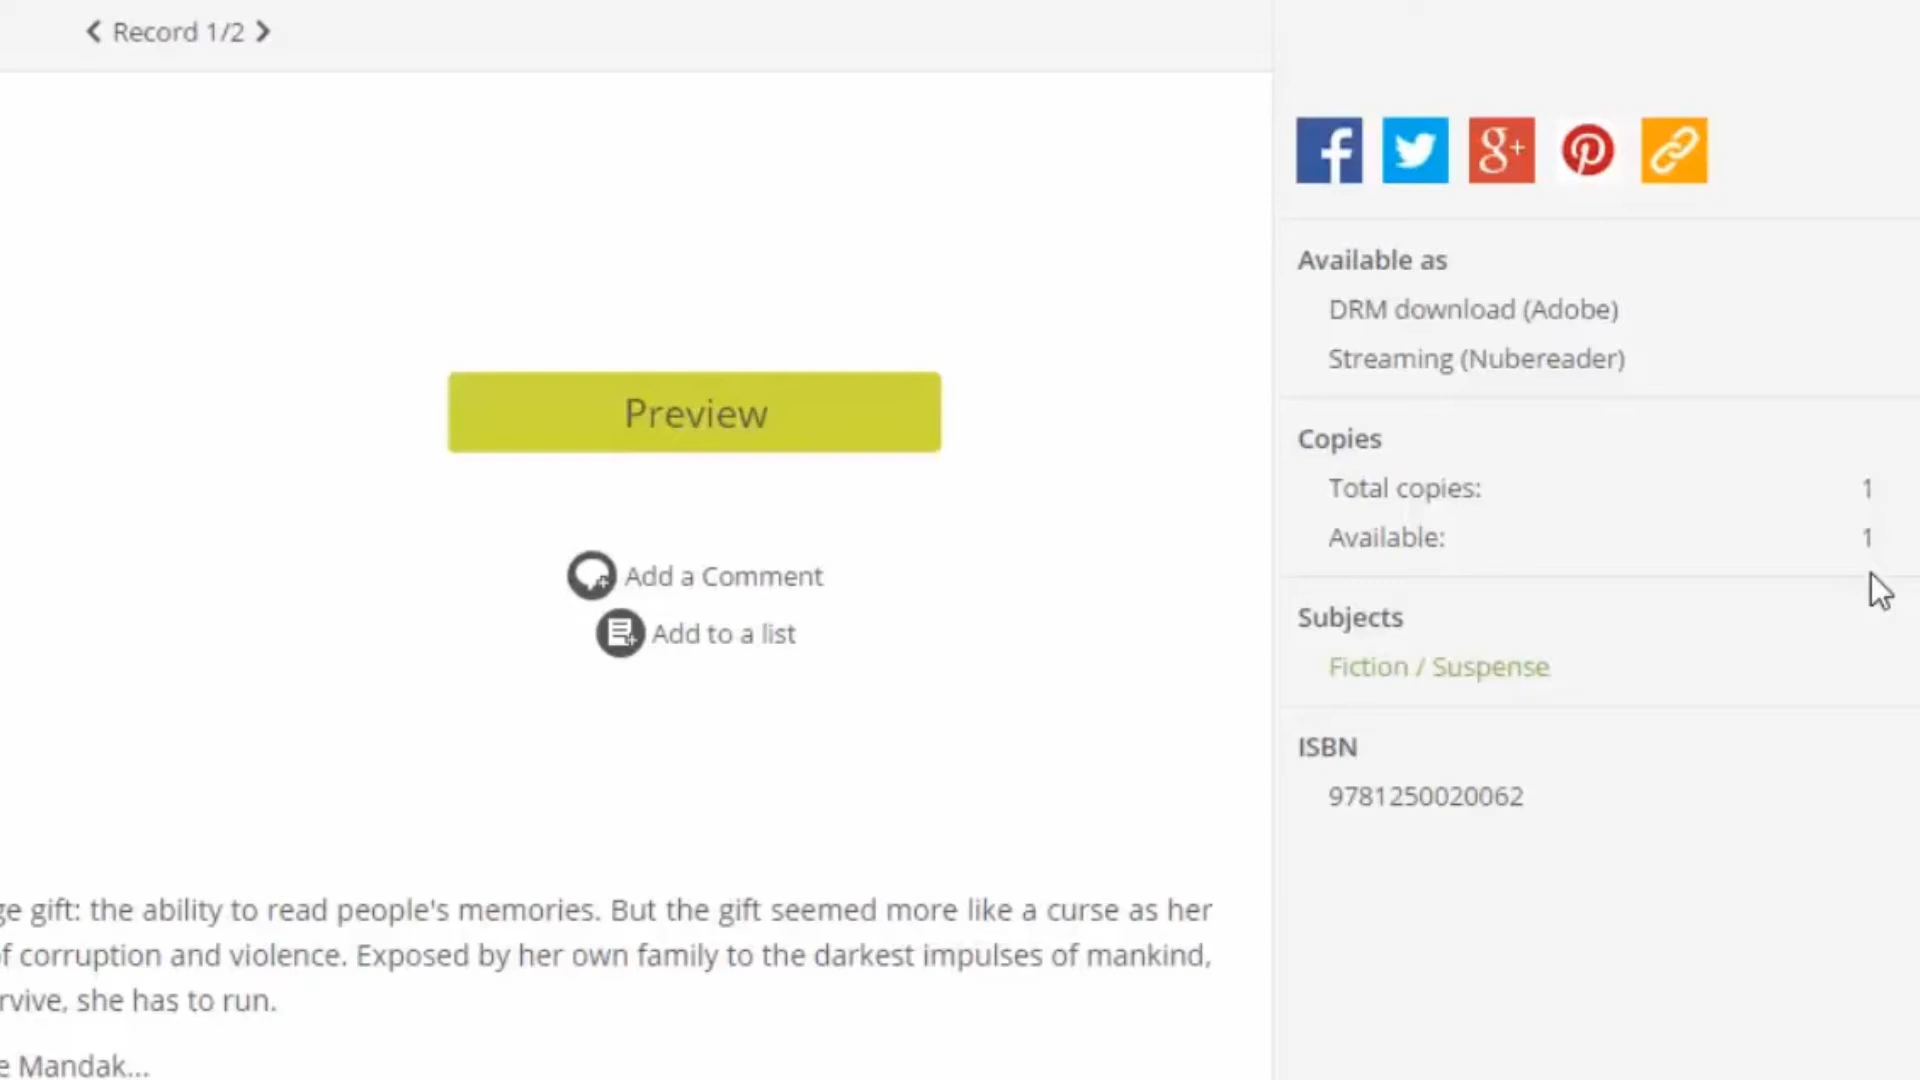 Record 1/2
Preview
Add a Comment
Add to a list
ge gift: the ability to read people's memories. But the gift seemed more like a curse as her
of corruption and violence. Exposed by her own family to the darkest impulses of mankind,
rvive, she has to run.
e Mandak...
f
g+
Available as
DRM download (Adobe)
Streaming (Nubereader)
Copies
Total copies: 1
Available: 1
Subjects
Fiction / Suspense
ISBN
9781250020062